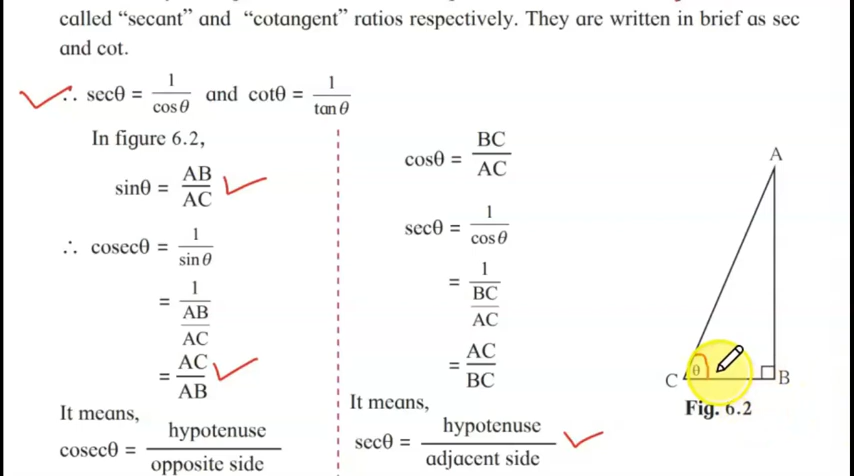 called “secant” and “cotangent” ratios respectively. They are written in brief as sec
and cot.
∴ secθ = 1/cosθ and cotθ = 1/tanθ
In figure 6.2,
sinθ = AB/AC
∴ cosecθ = 1/sinθ
= 1/(AB/AC)
= AC/AB
It means,
cosecθ = hypotenuse/opposite side
cosθ = BC/AC
secθ = 1/cosθ
= 1/(BC/AC)
= AC/BC
It means,
secθ = hypotenuse/adjacent side
A
C θ B
Fig. 6.2